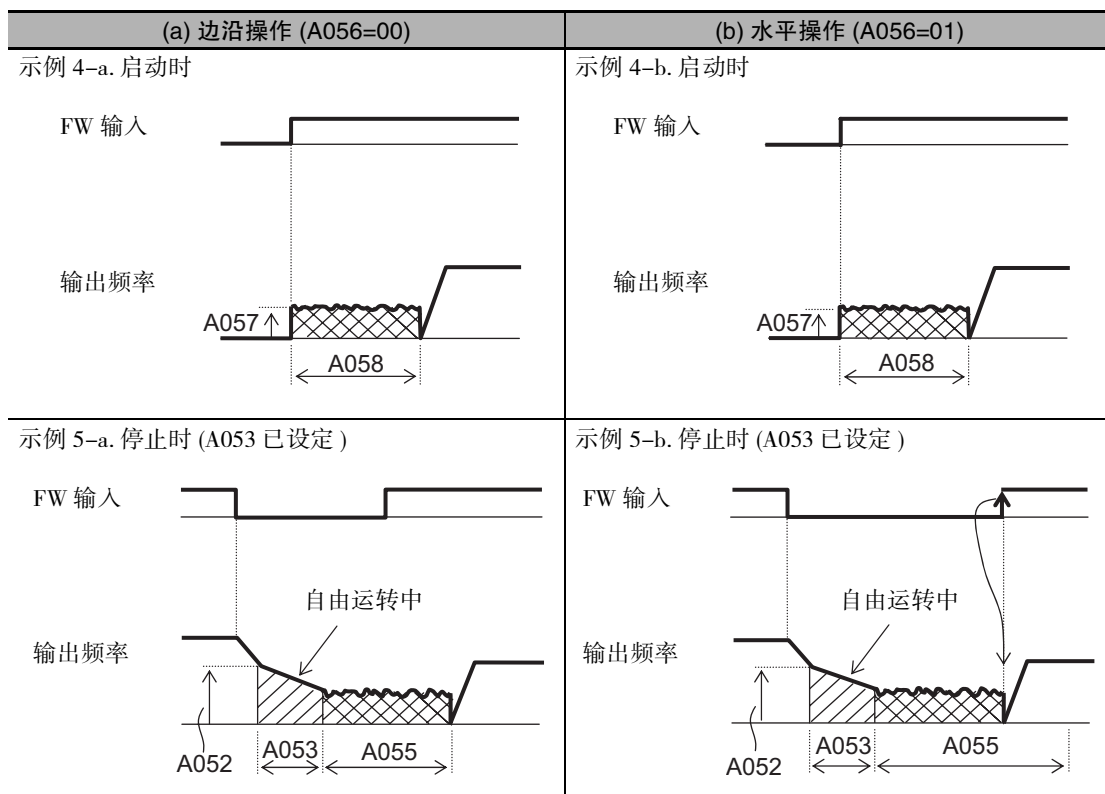 (a) 边沿操作 (A056=00)
(b) 水平操作 (A056=01)
示例 4-a. 启动时
FW 输入
输出频率
A057
A058
示例 4-b. 启动时
FW 输入
输出频率
A057
A058
示例 5-a. 停止时 (A053 已设定 )
FW 输入
自由运转中
输出频率
A052
A053
A055
示例 5-b. 停止时 (A053 已设定 )
FW 输入
自由运转中
输出频率
A052
A053
A055